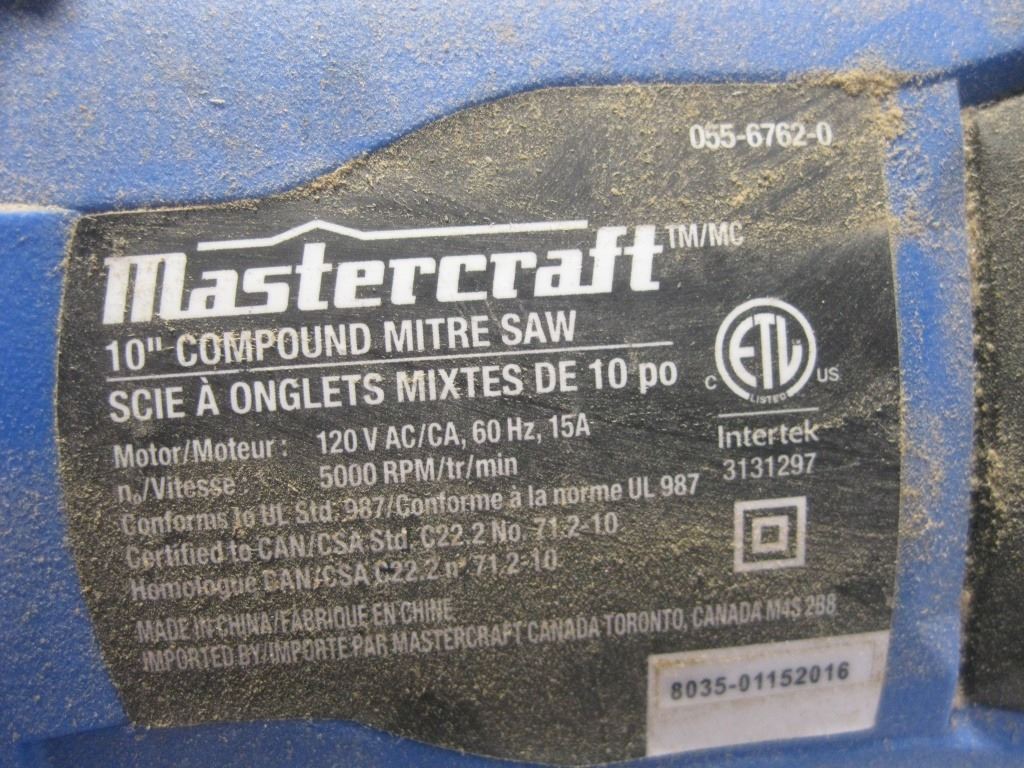 055-6762-0
Mastercraft TM/MC
10" COMPOUND MITRE SAW
SCIE À ONGLETS MIXTES DE 10 po
Motor/Moteur : 120 V AC/CA, 60 Hz, 15A
n₀/Vitesse : 5000 RPM/tr/min
Conforms to UL Std. 987/Conforme à la norme UL 987
Certified to CAN/CSA Std. C22.2 No. 71.2-10
Homologué CAN/CSA C22.2 nº 71.2-10
MADE IN CHINA/FABRIQUÉ EN CHINE
IMPORTED BY/IMPORTÉ PAR MASTERCRAFT CANADA TORONTO, CANADA M4S 2B8
C ETL US
LISTED
Intertek
3131297
8035-01152016